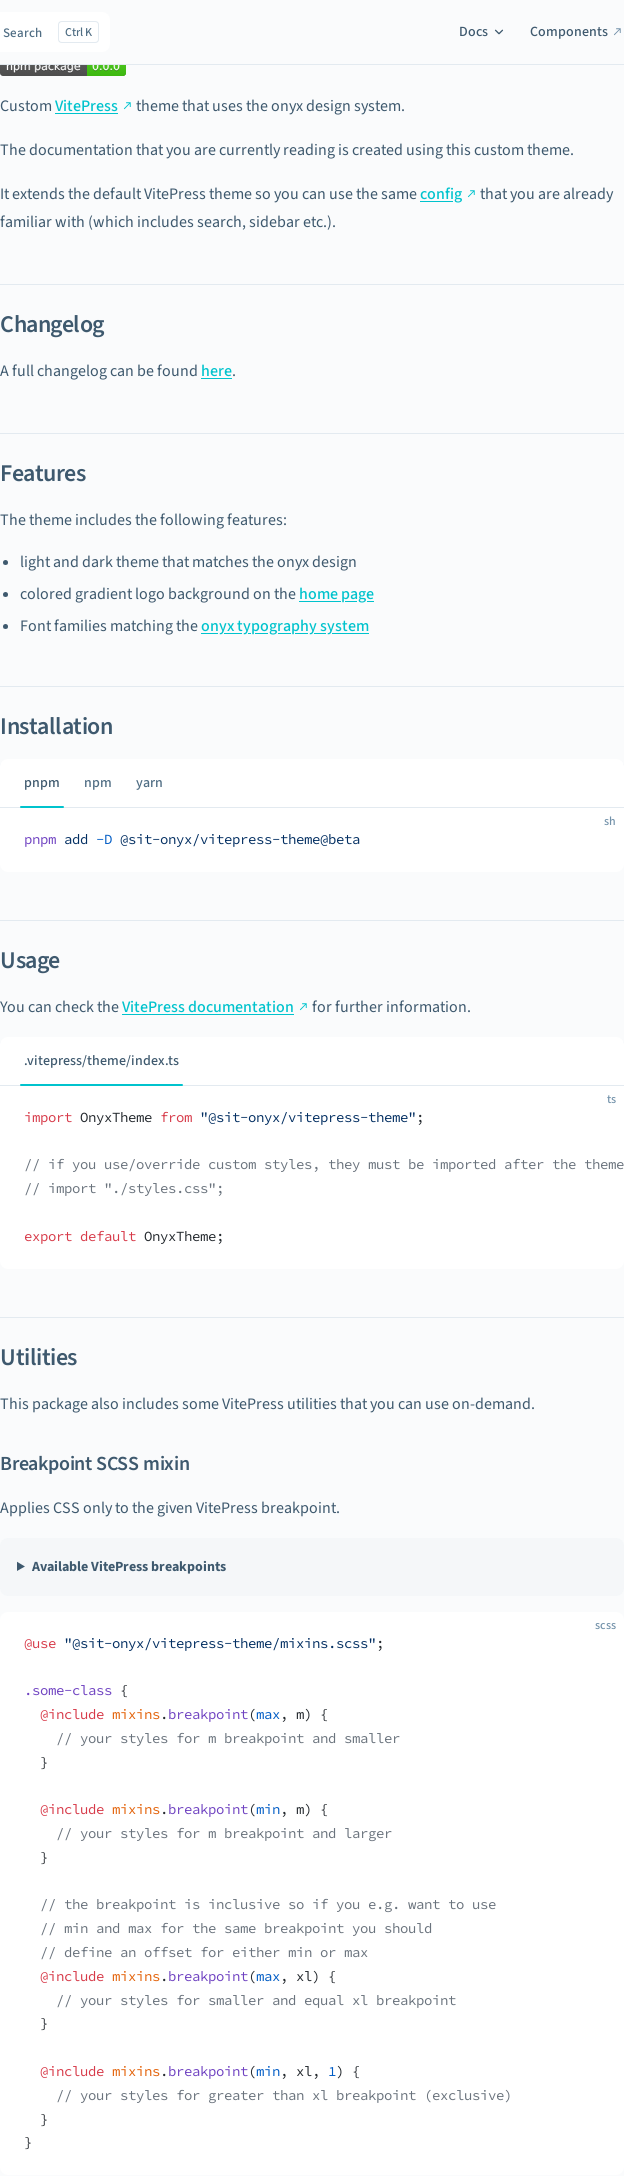 Search Ctrl K Docs Components
npm package 0.0.0
Custom VitePress theme that uses the onyx design system.
The documentation that you are currently reading is created using this custom theme.
It extends the default VitePress theme so you can use the same config that you are already
familiar with (which includes search, sidebar etc.).
Changelog
A full changelog can be found here.
Features
The theme includes the following features:
• light and dark theme that matches the onyx design
• colored gradient logo background on the home page
• Font families matching the onyx typography system
Installation
pnpm npm yarn
sh
pnpm add -D @sit-onyx/vitepress-theme@beta
Usage
You can check the VitePress documentation for further information.
.vitepress/theme/index.ts
ts
import OnyxTheme from "@sit-onyx/vitepress-theme";
// if you use/override custom styles, they must be imported after the theme
// import "./styles.css";
export default OnyxTheme;
Utilities
This package also includes some VitePress utilities that you can use on-demand.
Breakpoint SCSS mixin
Applies CSS only to the given VitePress breakpoint.
Available VitePress breakpoints
scss
@use "@sit-onyx/vitepress-theme/mixins.scss";
.some-class {
@include mixins.breakpoint(max, m) {
// your styles for m breakpoint and smaller
}
@include mixins.breakpoint(min, m) {
// your styles for m breakpoint and larger
}
// the breakpoint is inclusive so if you e.g. want to use
// min and max for the same breakpoint you should
// define an offset for either min or max
@include mixins.breakpoint(max, xl) {
// your styles for smaller and equal xl breakpoint
}
@include mixins.breakpoint(min, xl, 1) {
// your styles for greater than xl breakpoint (exclusive)
}
}